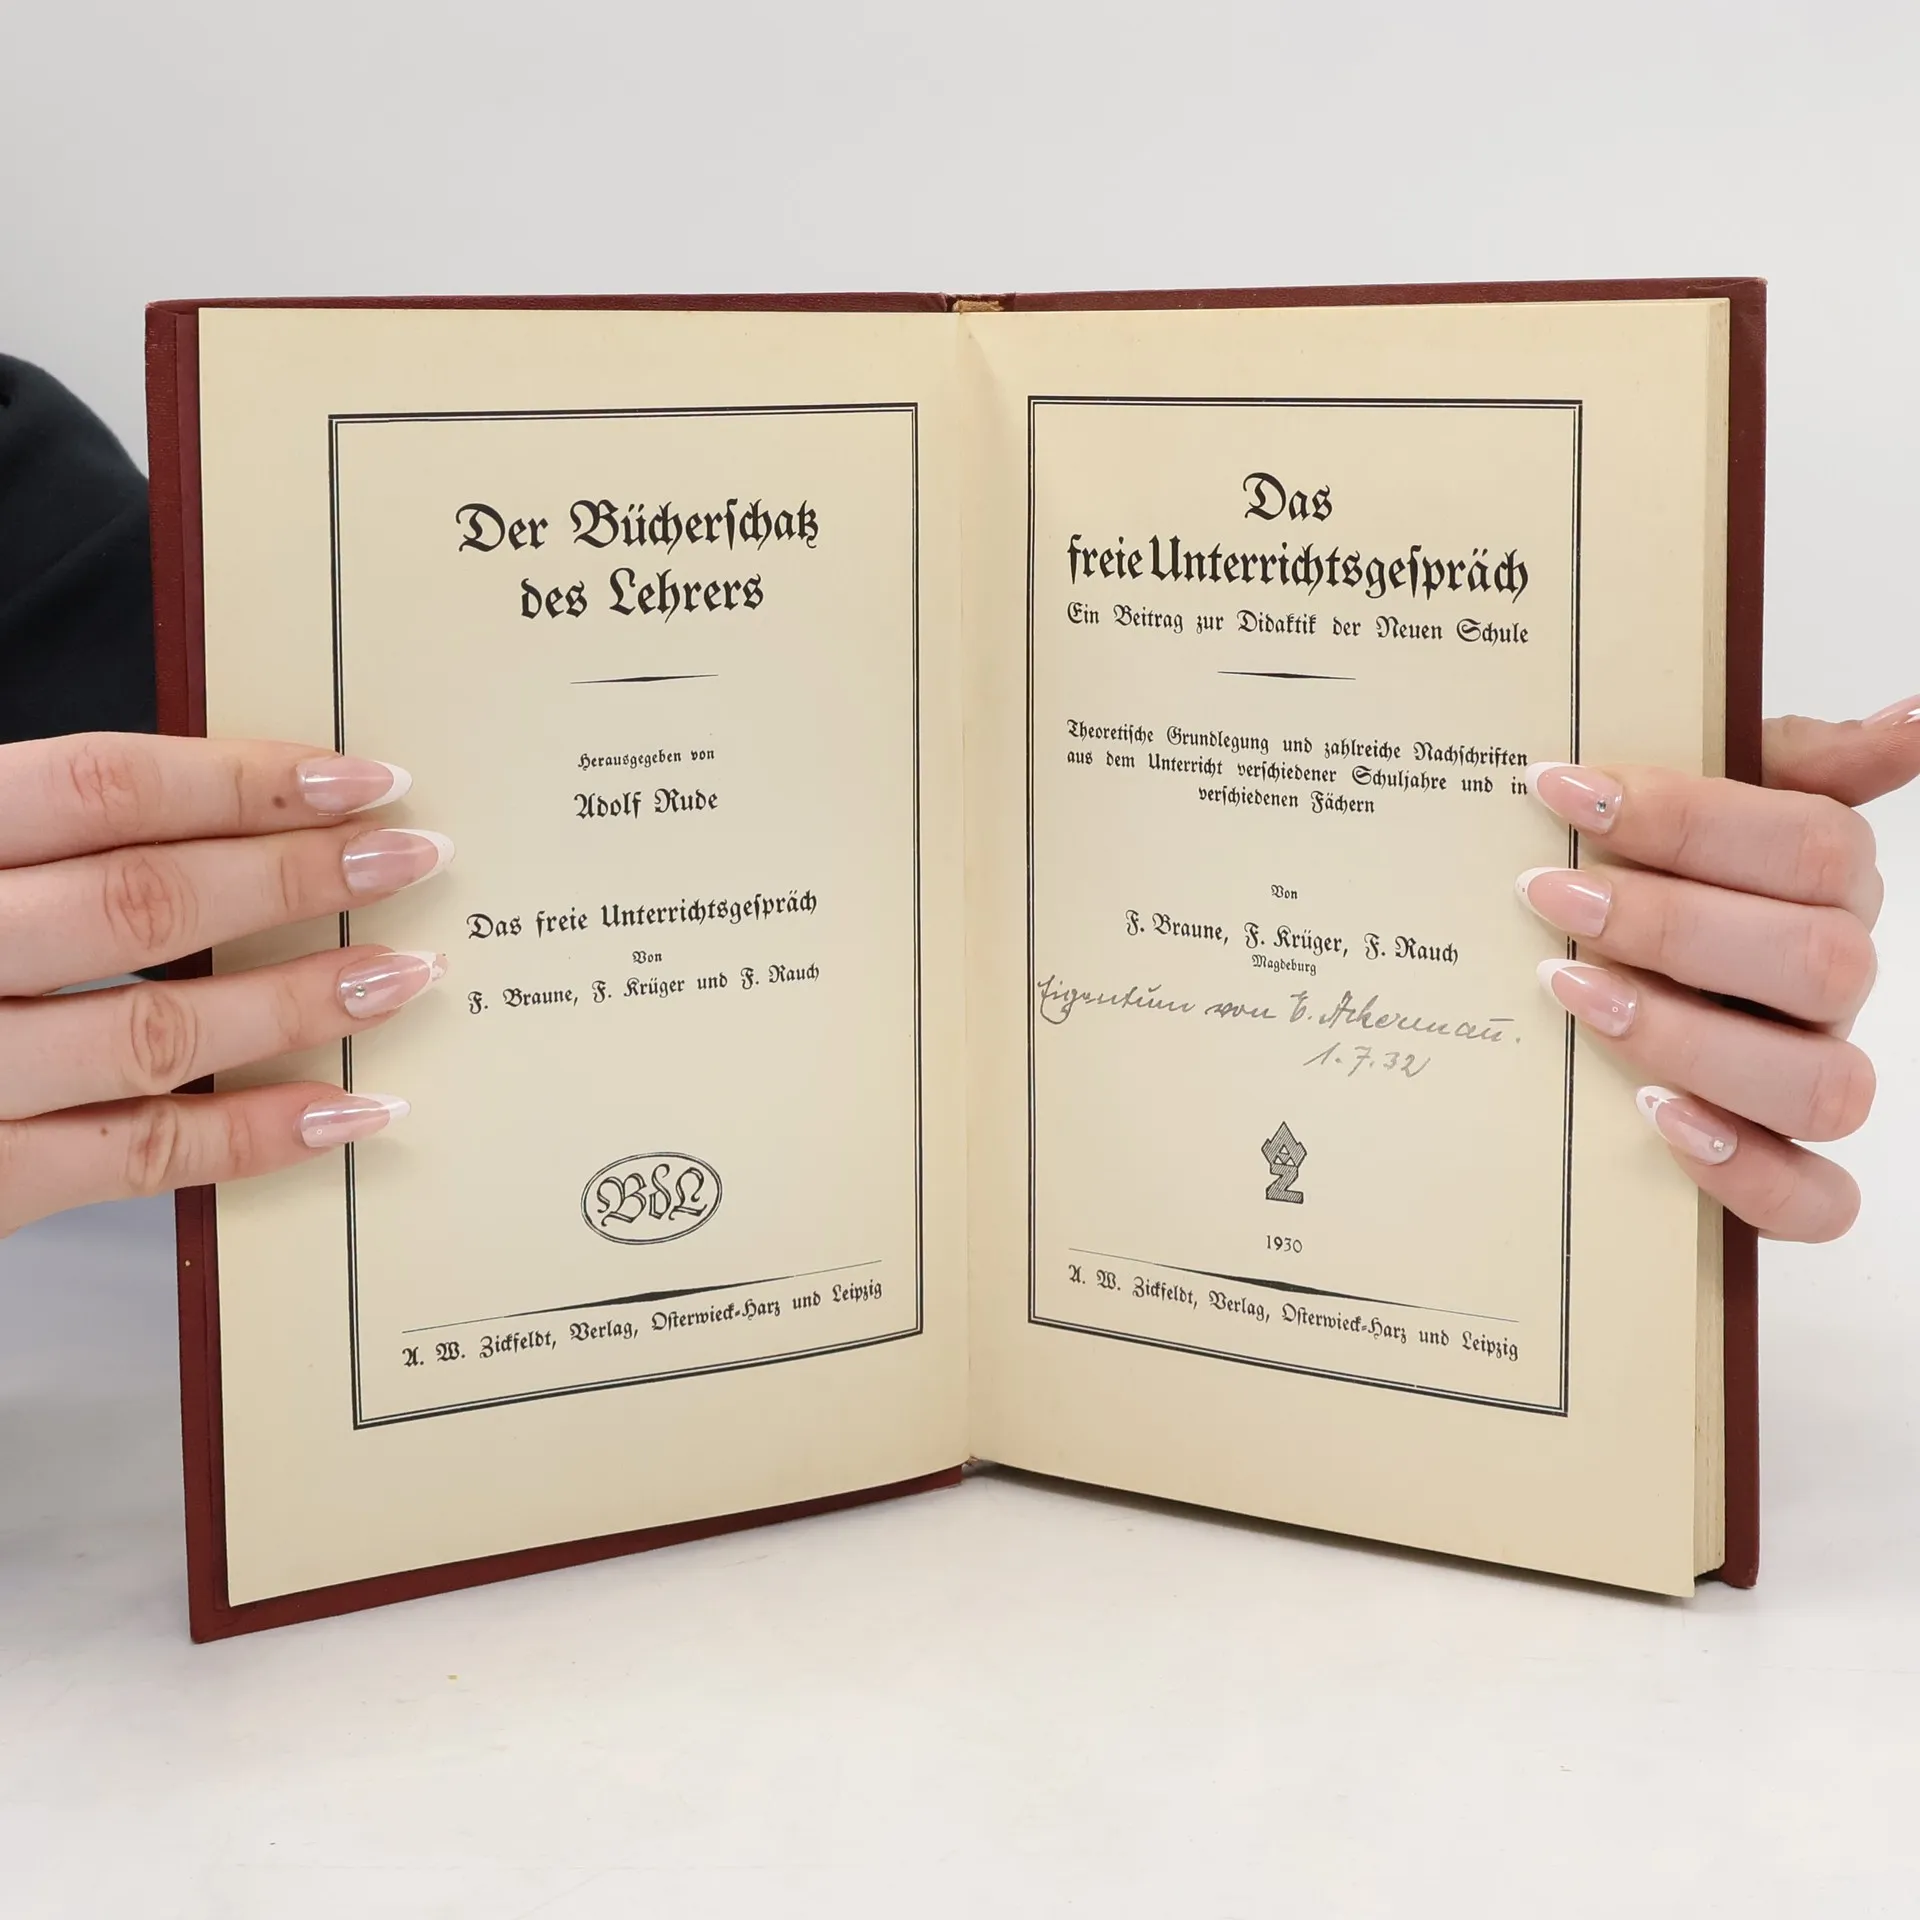 Der Bücherſchatz
des Lehrers
Herausgegeben von
Adolf Rude
Das freie Unterrichtsgeſpräch
Von
F. Braune, F. Krüger und F. Rauch
BdL
A. W. Zickfeldt, Verlag, Oſterwieck-Harz und Leipzig
Das
freie Unterrichtsgeſpräch
Ein Beitrag zur Didaktik der Neuen Schule
Theoretiſche Grundlegung und zahlreiche Nachſchriften
aus dem Unterricht verſchiedener Schuljahre und in
verſchiedenen Fächern
Von
F. Braune, F. Krüger, F. Rauch
Magdeburg
Eigentum von E. Ackermañ.
1.7.32
AWZ
1930
A. W. Zickfeldt, Verlag, Oſterwieck-Harz und Leipzig